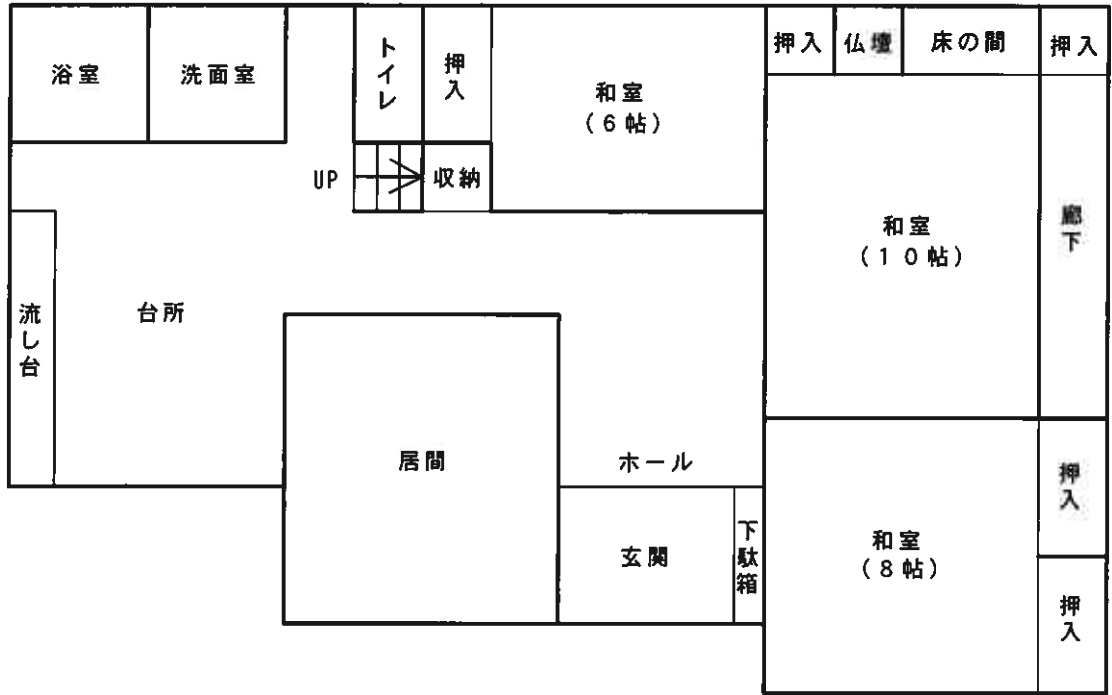 浴室
洗面室
トイレ
押入
和室
（6帖）
押入
仏壇
床の間
押入
UP
収納
和室
（10帖）
廊下
流し台
台所
居間
ホール
玄関
下駄箱
和室
（8帖）
押入
押入